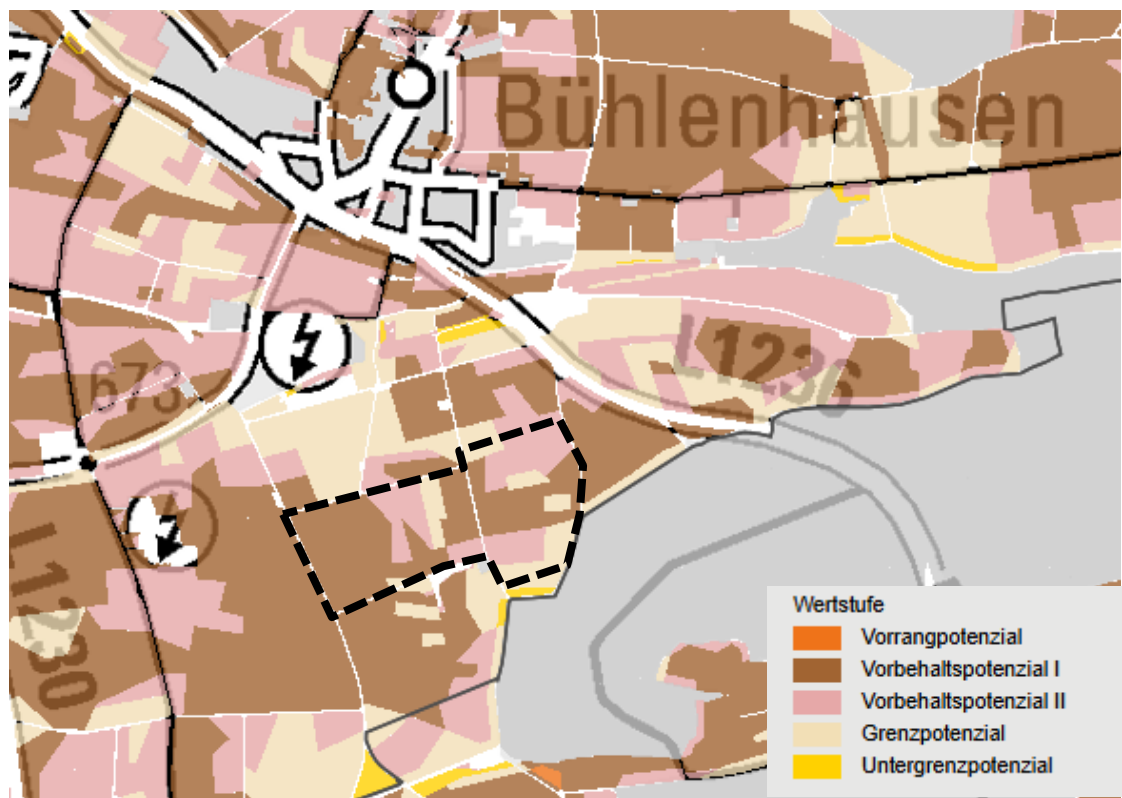 Bühlenhausen
L1236
673
L1230
Wertstufe
Vorrangpotenzial
Vorbehaltspotenzial I
Vorbehaltspotenzial II
Grenzpotenzial
Untergrenzpotenzial